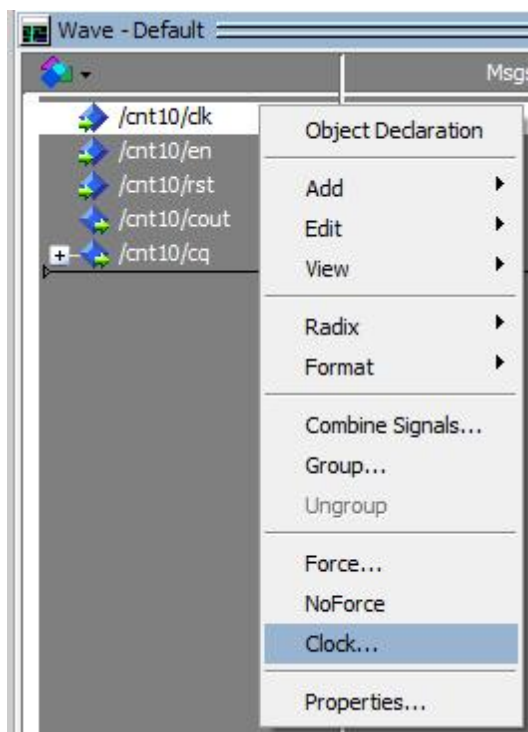 Wave - Default
Msgs
/cnt10/clk
/cnt10/en
/cnt10/rst
/cnt10/cout
/cnt10/cq
Object Declaration
Add
Edit
View
Radix
Format
Combine Signals...
Group...
Ungroup
Force...
NoForce
Clock...
Properties...